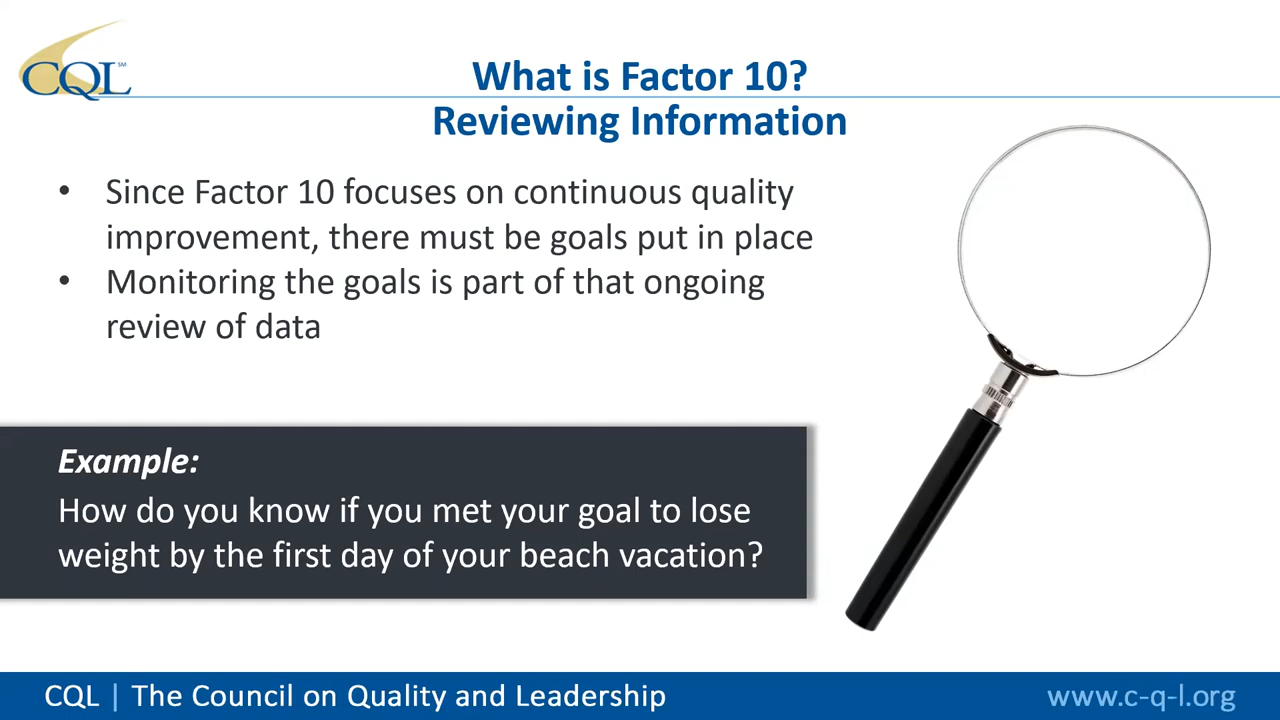 CQL SM
What is Factor 10?
Reviewing Information
• Since Factor 10 focuses on continuous quality
improvement, there must be goals put in place
• Monitoring the goals is part of that ongoing
review of data
Example:
How do you know if you met your goal to lose
weight by the first day of your beach vacation?
CQL | The Council on Quality and Leadership
www.c-q-l.org